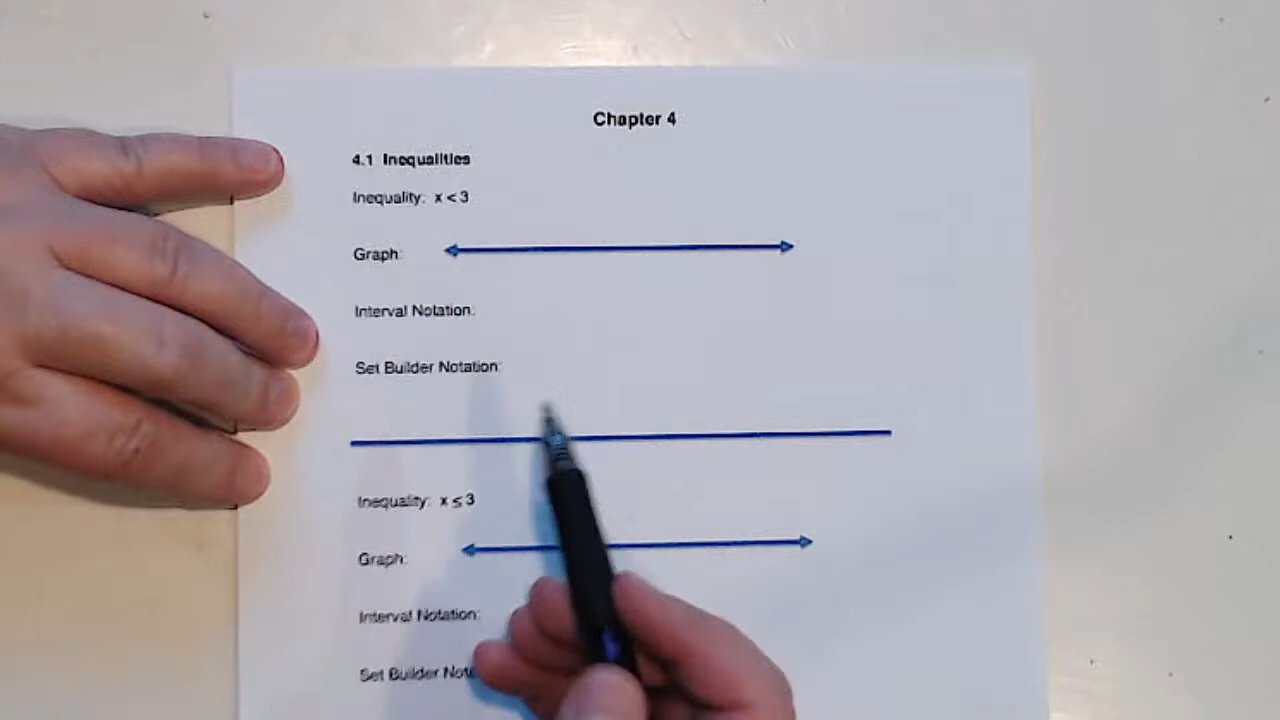 Chapter 4
4.1 Inequalities
Inequality: x < 3
Graph:
Interval Notation:
Set Builder Notation:
Inequality: x ≤ 3
Graph:
Interval Notation:
Set Builder